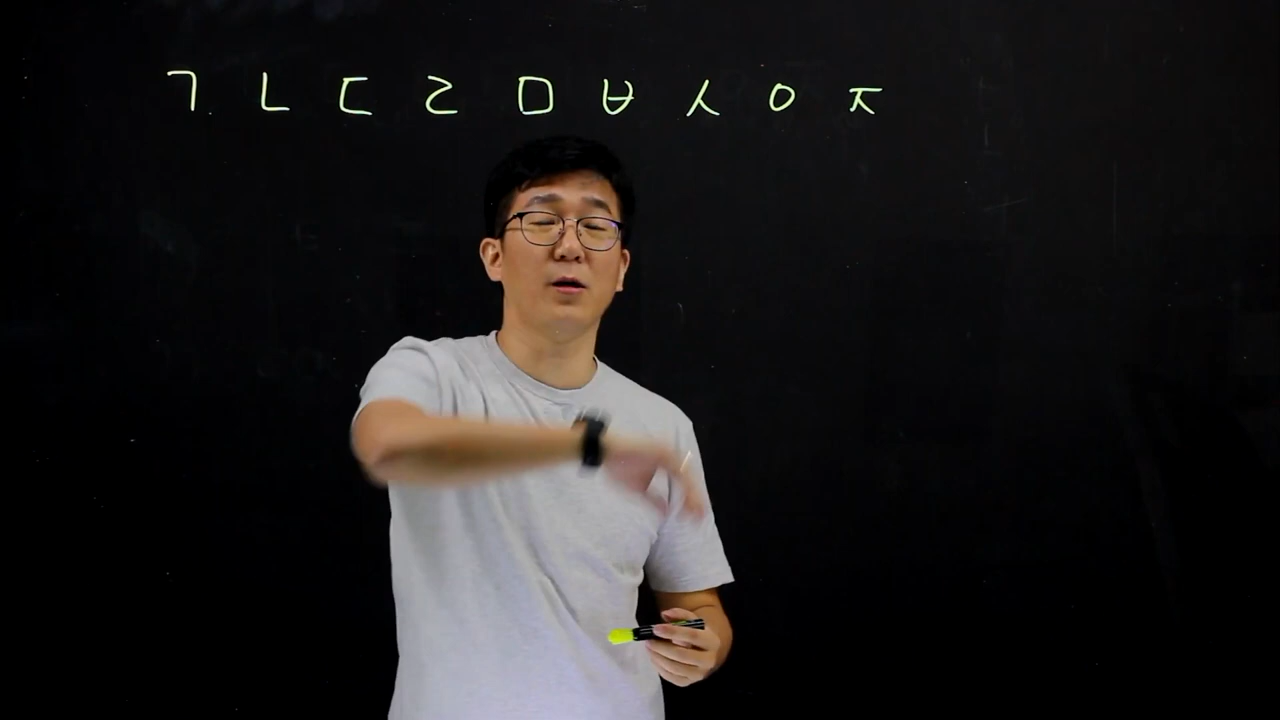 ㄱ ㄴ ㄷ ㄹ ㅁ ㅂ ㅅ ㅇ ㅈ